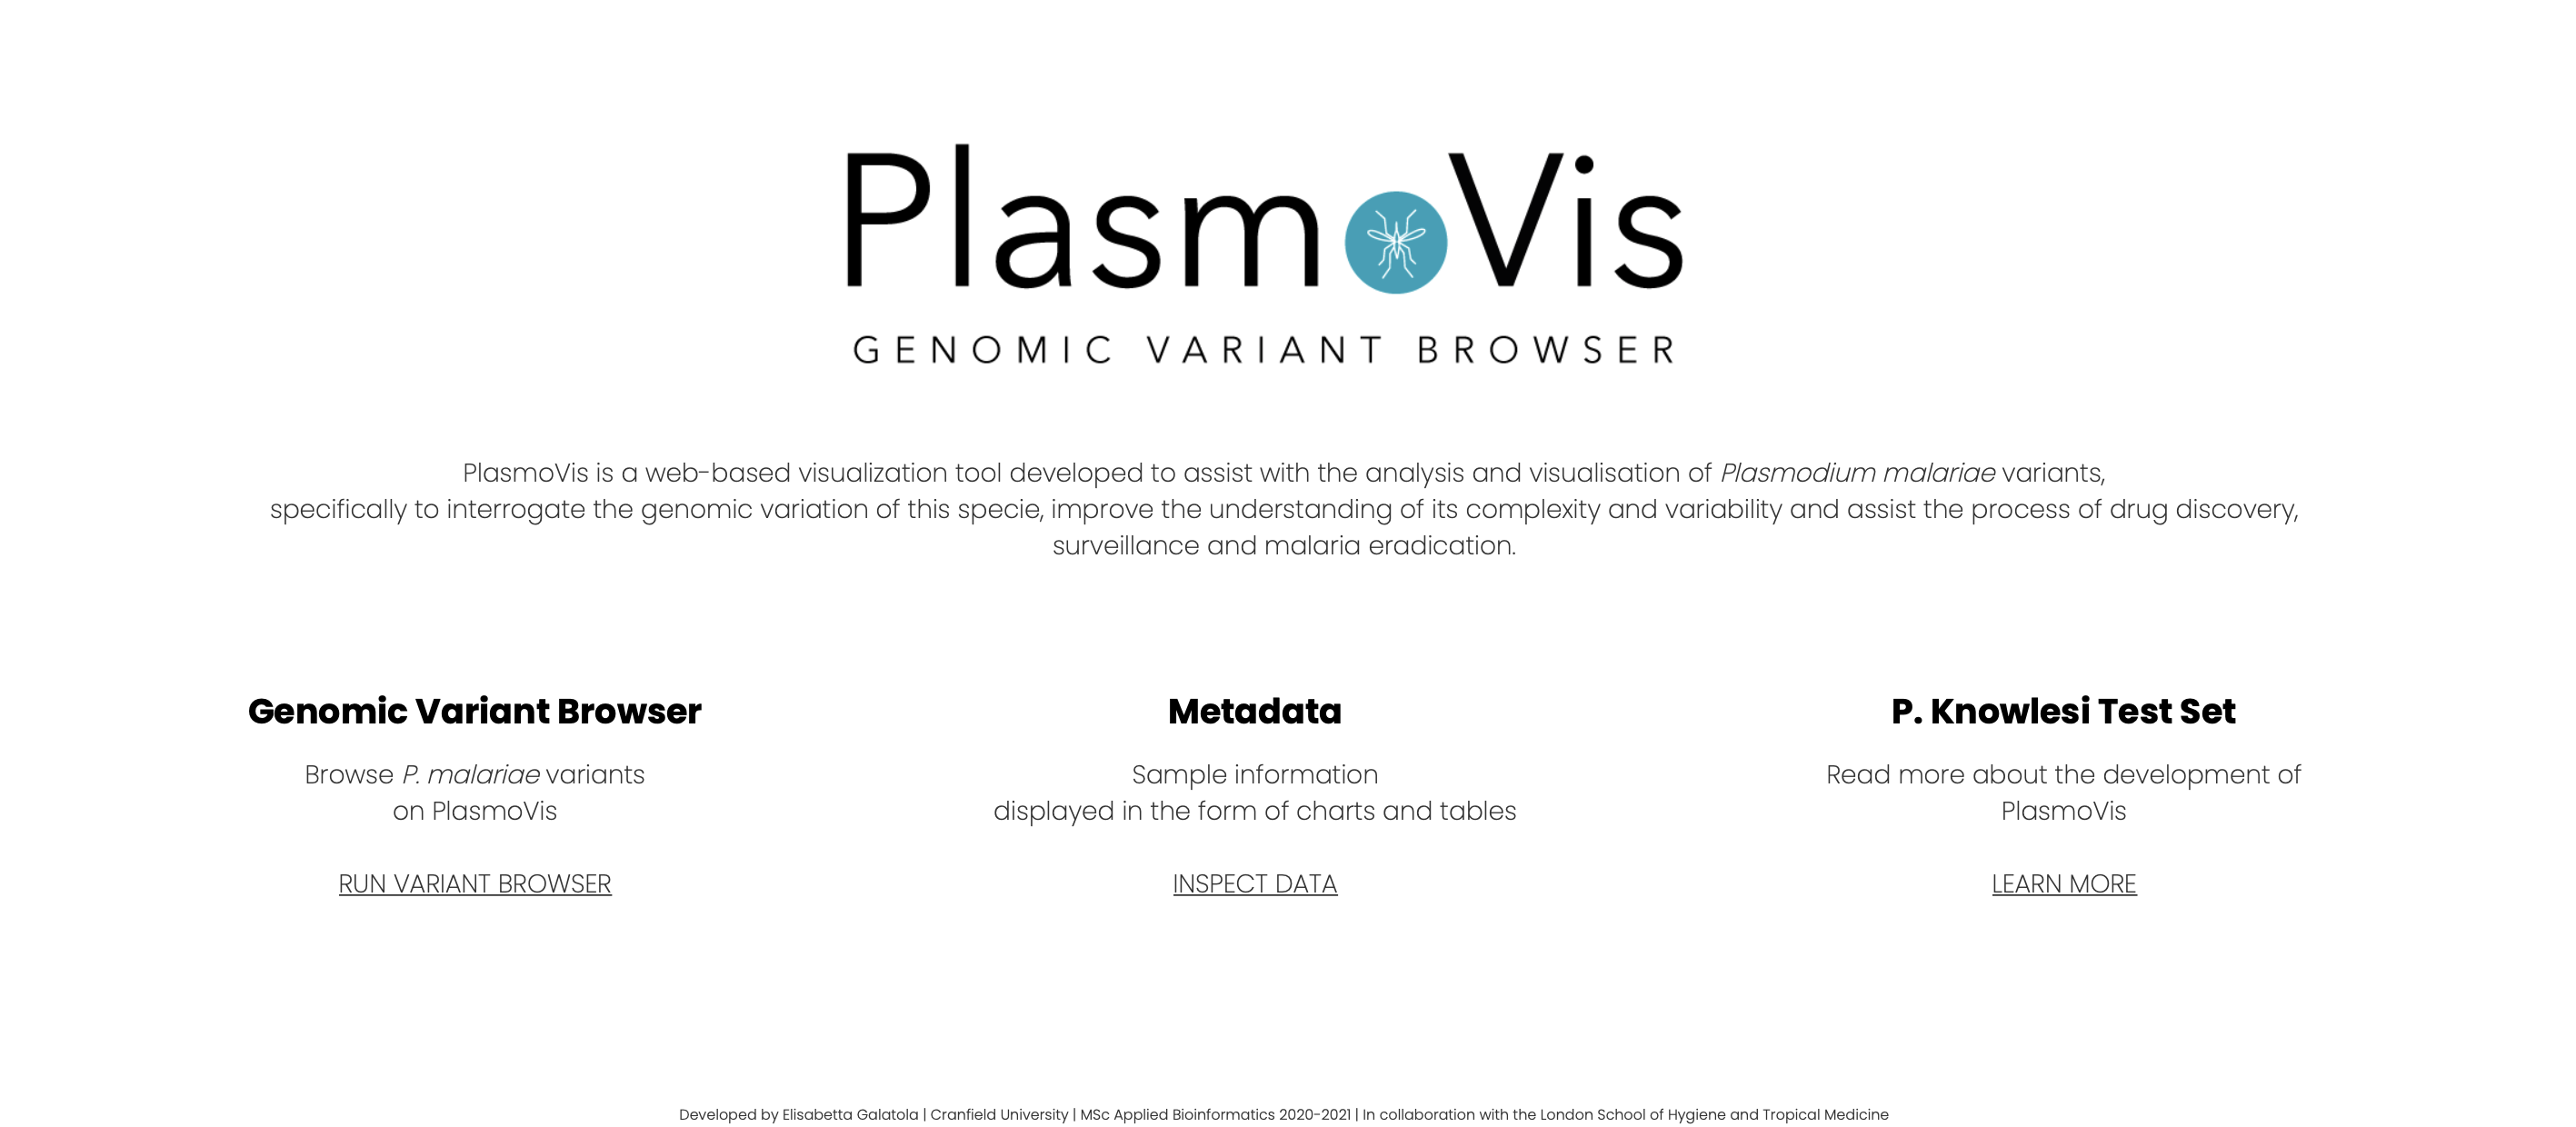 PlasmoVis
GENOMIC VARIANT BROWSER
PlasmoVis is a web-based visualization tool developed to assist with the analysis and visualisation of Plasmodium malariae variants,
specifically to interrogate the genomic variation of this specie, improve the understanding of its complexity and variability and assist the process of drug discovery,
surveillance and malaria eradication.
Genomic Variant Browser
Browse P. malariae variants
on PlasmoVis
RUN VARIANT BROWSER
Metadata
Sample information
displayed in the form of charts and tables
INSPECT DATA
P. Knowlesi Test Set
Read more about the development of
PlasmoVis
LEARN MORE
Developed by Elisabetta Galatola | Cranfield University | MSc Applied Bioinformatics 2020-2021 | In collaboration with the London School of Hygiene and Tropical Medicine